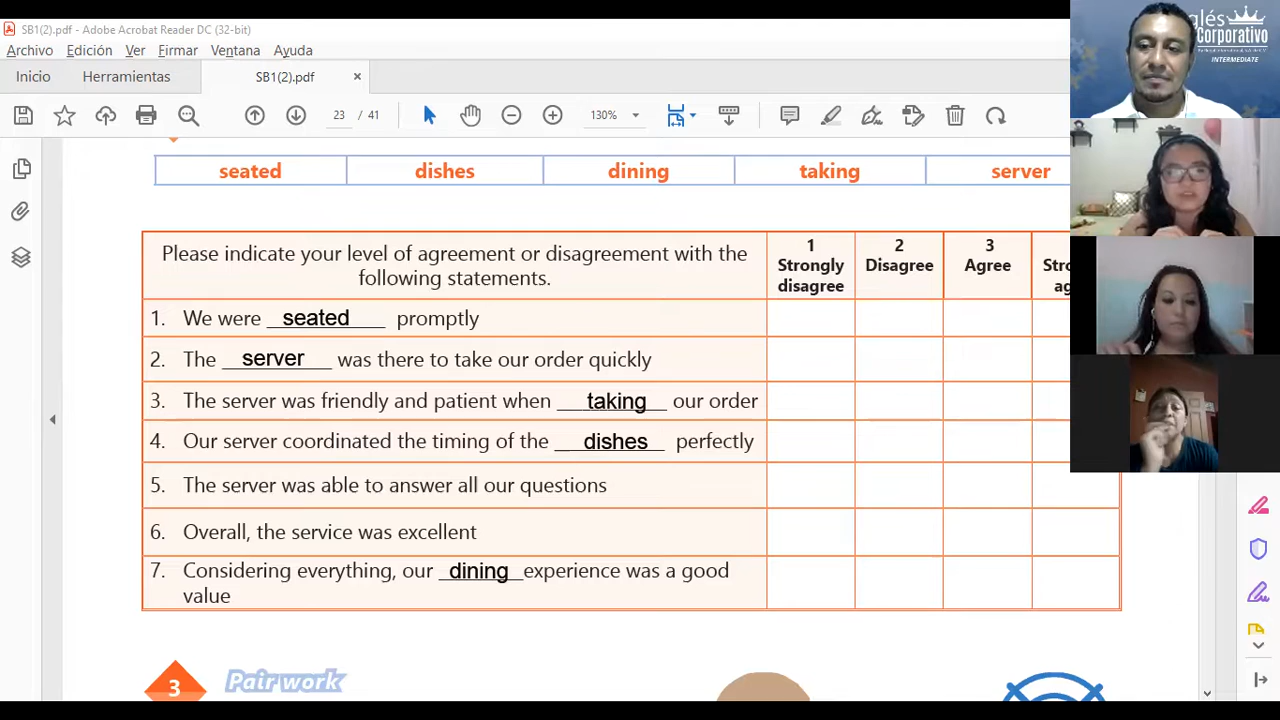 SB1(2).pdf - Adobe Acrobat Reader DC (32-bit)
Archivo Edición Ver Firmar Ventana Ayuda
Inicio Herramientas SB1(2).pdf ×
23 / 41 130%
Corporativo
INTERMEDIATE
seated dishes dining taking server
Please indicate your level of agreement or disagreement with the following statements.
1 Strongly disagree
2 Disagree
3 Agree
1. We were seated promptly
2. The server was there to take our order quickly
3. The server was friendly and patient when taking our order
4. Our server coordinated the timing of the dishes perfectly
5. The server was able to answer all our questions
6. Overall, the service was excellent
7. Considering everything, our dining experience was a good
value
3 Pair work